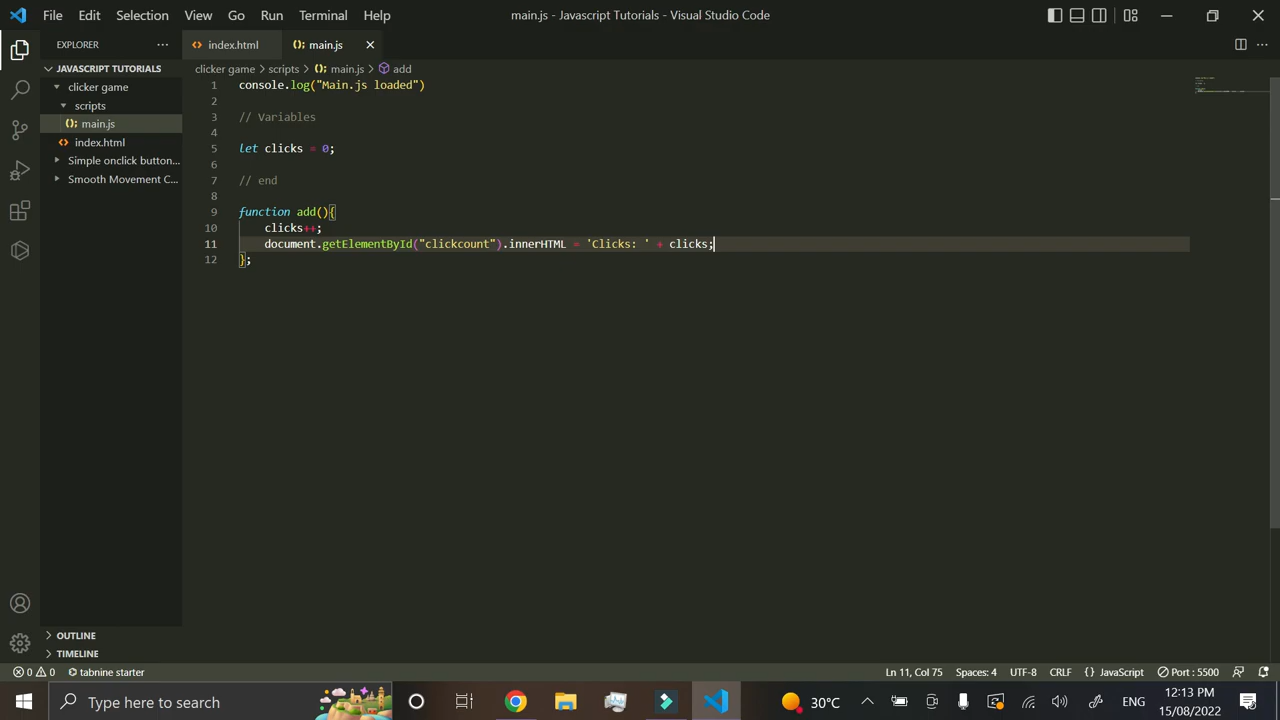 File Edit Selection View Go Run Terminal Help
main.js - Javascript Tutorials - Visual Studio Code
EXPLORER
index.html
main.js
JAVASCRIPT TUTORIALS
clicker game
scripts
main.js
index.html
Simple onclick button...
Smooth Movement C...
clicker game > scripts > main.js > add
1 console.log("Main.js loaded")
2
3 // Variables
4
5 let clicks = 0;
6
7 // end
8
9 function add(){
10 clicks++;
11 document.getElementById("clickcount").innerHTML = 'Clicks: ' + clicks;
12 };
OUTLINE
TIMELINE
0 0 tabnine starter
Ln 11, Col 75 Spaces: 4 UTF-8 CRLF {} JavaScript Port : 5500
Type here to search
30°C
ENG
12:13 PM
15/08/2022